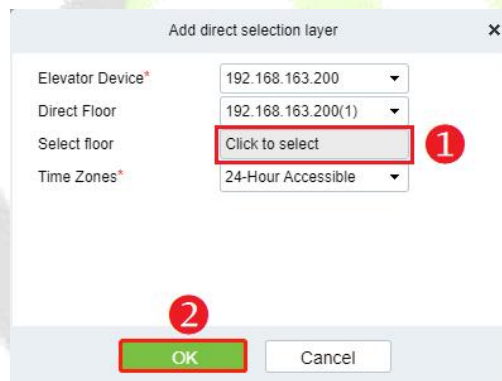 Add direct selection layer ×
Elevator Device* 192.168.163.200
Direct Floor 192.168.163.200(1)
Select floor Click to select 1
Time Zones* 24-Hour Accessible
2
OK Cancel